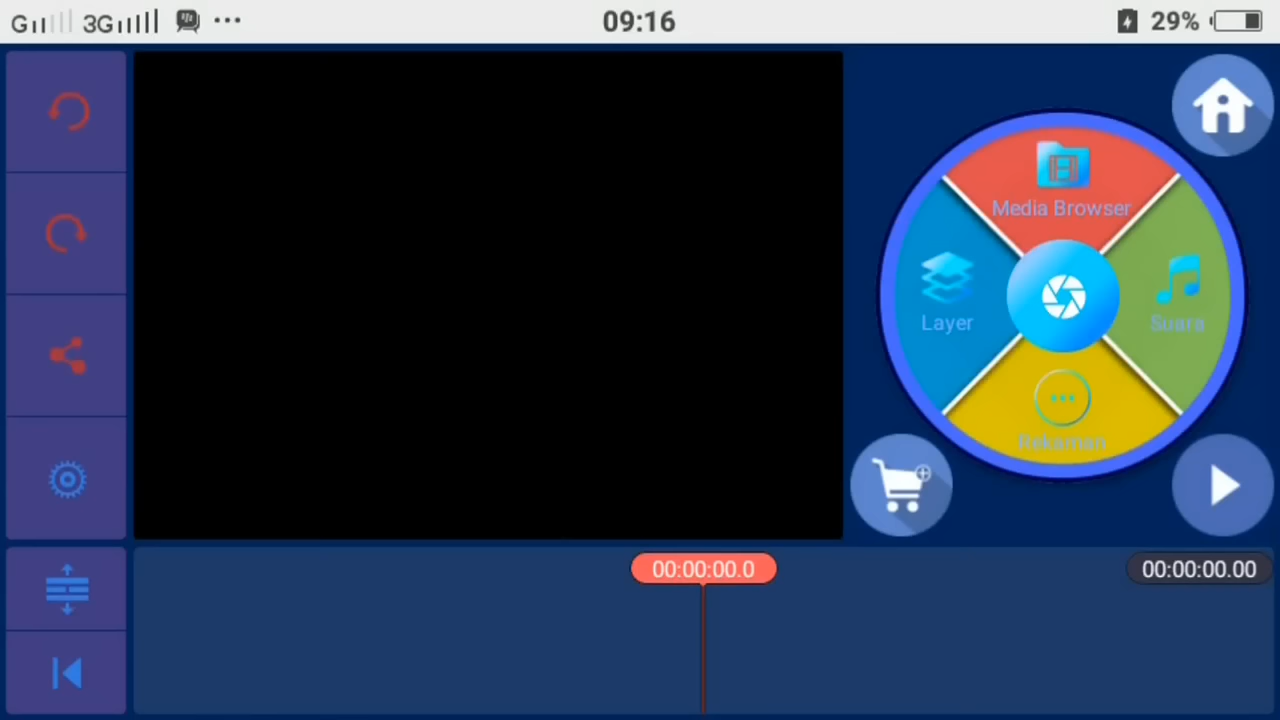 G 3G 09:16 29%
Media Browser
Layer
Suara
Rekaman
00:00:00.0
00:00:00.00